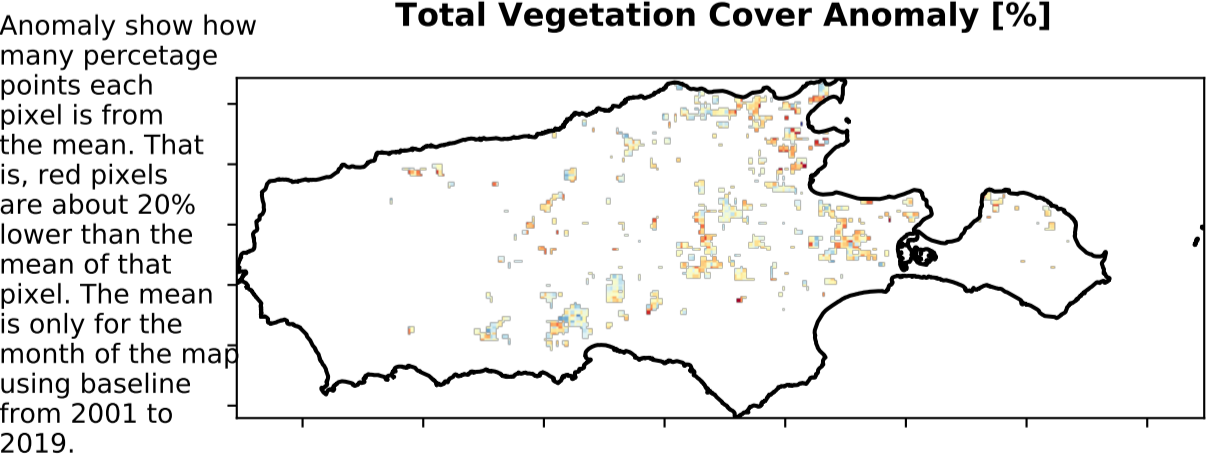 Total Vegetation Cover Anomaly [%]
Anomaly show how
many percetage
points each
pixel is from
the mean. That
is, red pixels
are about 20%
lower than the
mean of that
pixel. The mean
is only for the
month of the map
using baseline
from 2001 to
2019.